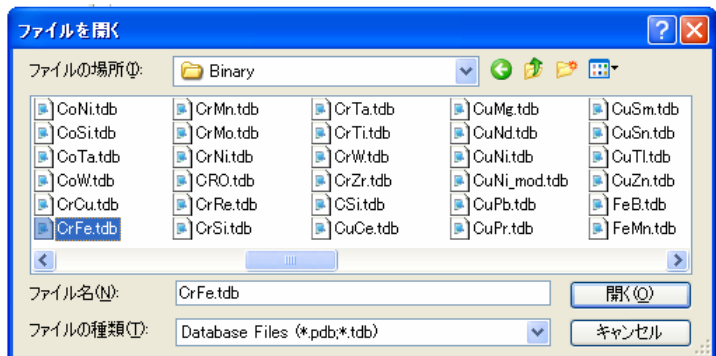 ファイルを開く
ファイルの場所(I): Binary
CoNi.tdb CrMn.tdb CrTa.tdb CuMg.tdb CuSm.tdb
CoSi.tdb CrMo.tdb CrTi.tdb CuNd.tdb CuSn.tdb
CoTa.tdb CrNi.tdb CrW.tdb CuNi.tdb CuTl.tdb
CoW.tdb CRO.tdb CrZr.tdb CuNi_mod.tdb CuZn.tdb
CrCu.tdb CrRe.tdb CSi.tdb CuPb.tdb FeB.tdb
CrFe.tdb CrSi.tdb CuCe.tdb CuPr.tdb FeMn.tdb
ファイル名(N): CrFe.tdb 開く(O)
ファイルの種類(T): Database Files (*.pdb;*.tdb) キャンセル